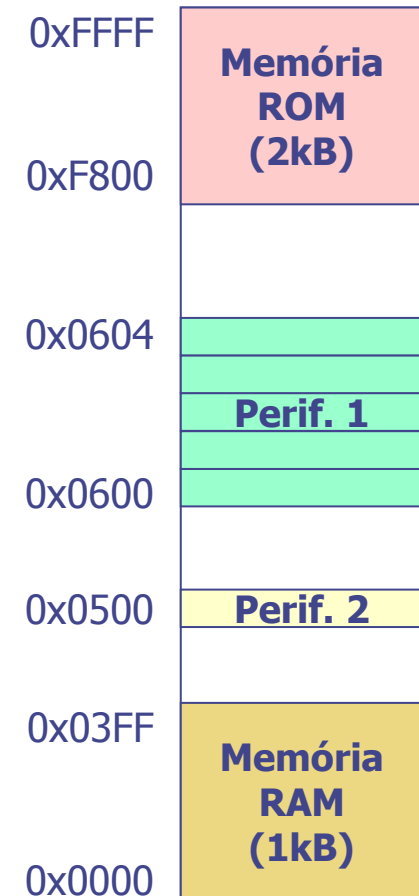 0xFFFF
Memória
ROM
(2kB)
0xF800
0x0604
Perif. 1
0x0600
0x0500
Perif. 2
0x03FF
Memória
RAM
(1kB)
0x0000